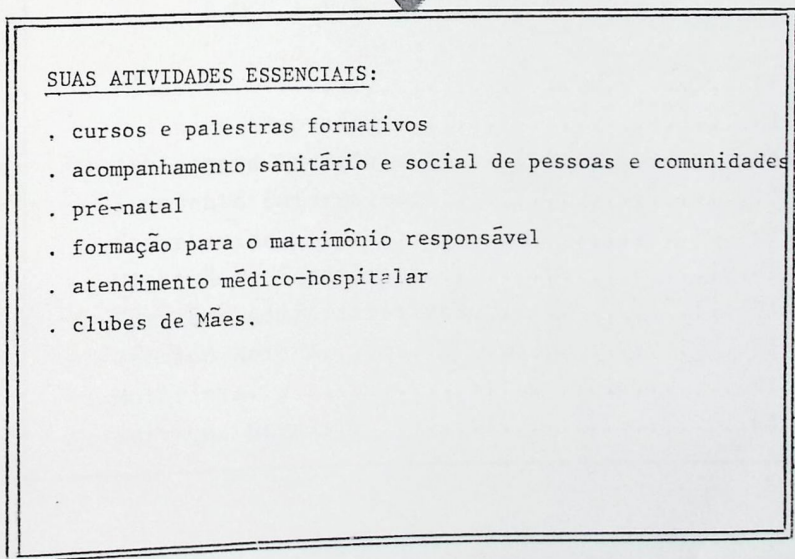 SUAS ATIVIDADES ESSENCIAIS:
. cursos e palestras formativos
. acompanhamento sanitário e social de pessoas e comunidades
. pré-natal
. formação para o matrimônio responsável
. atendimento médico-hospitalar
. clubes de Mães.